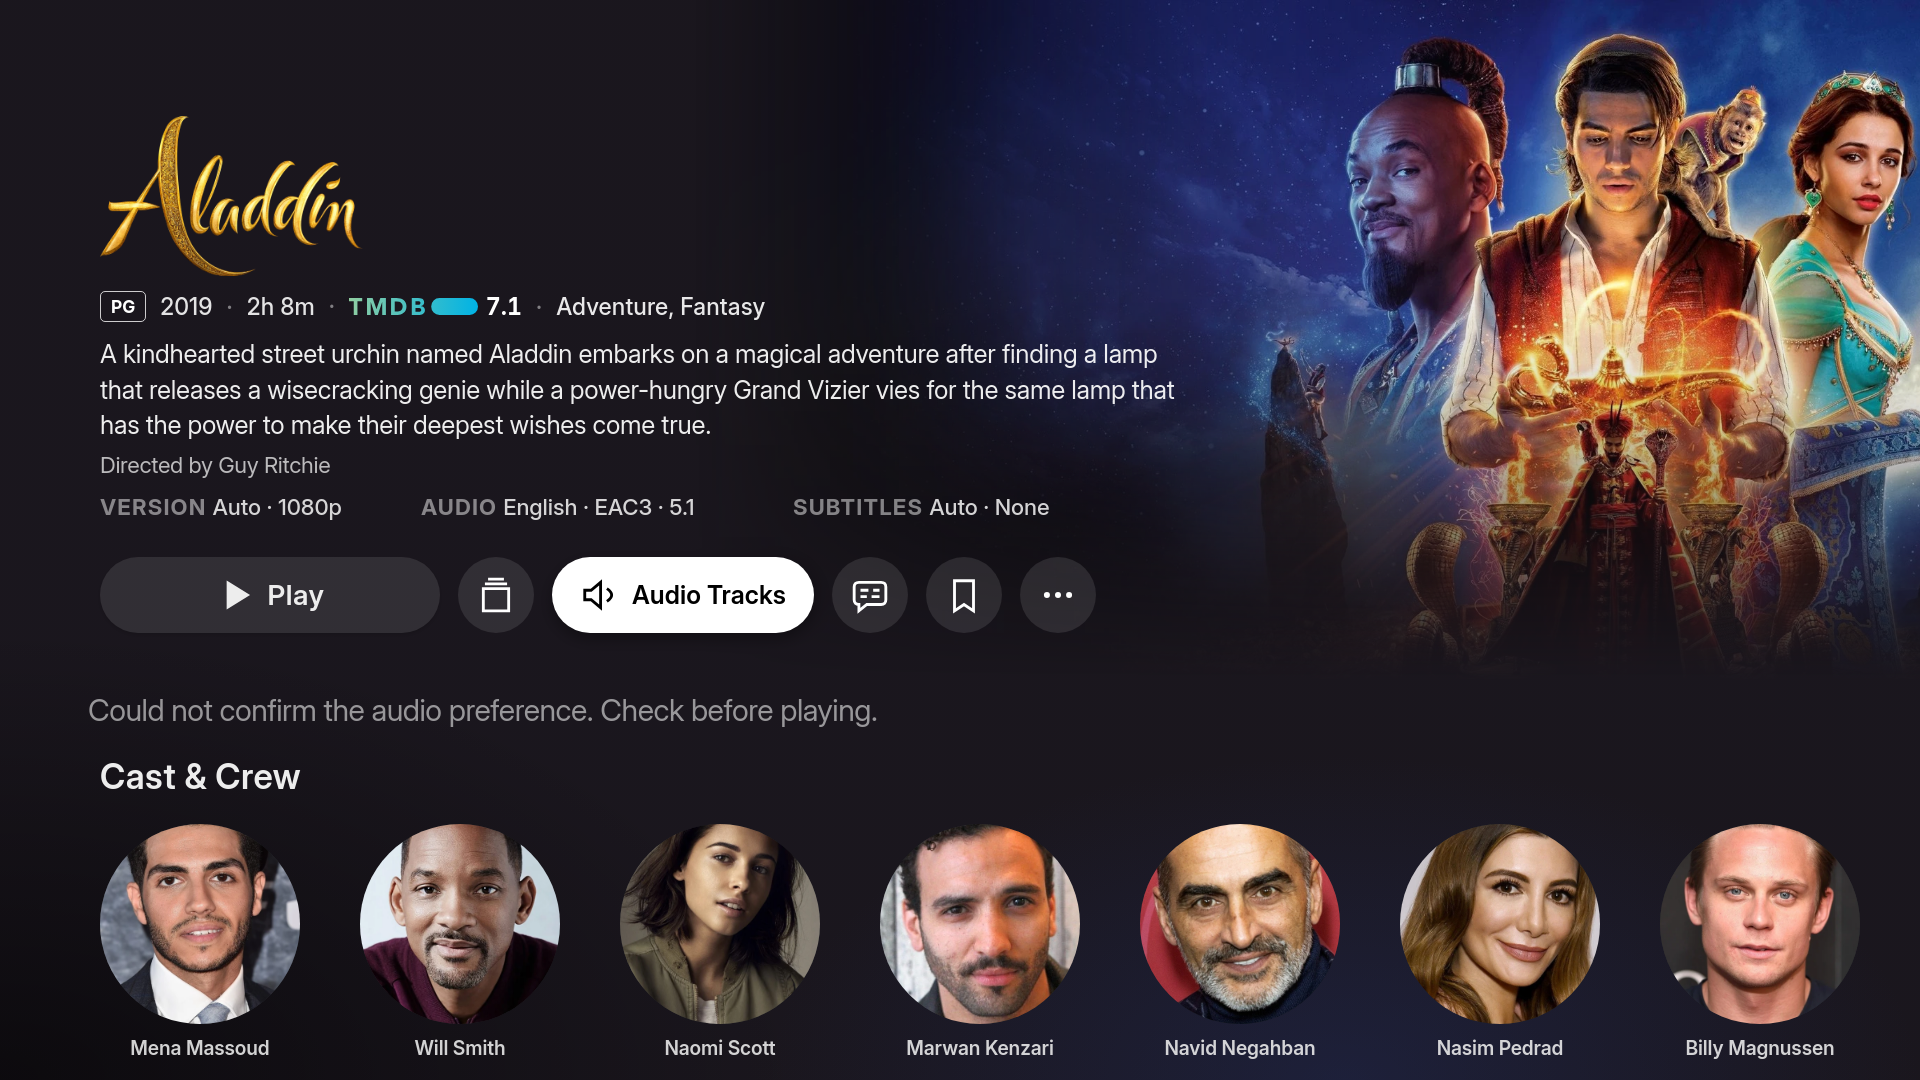 Aladdin
PG 2019 · 2h 8m · TMDB 7.1 · Adventure, Fantasy
A kindhearted street urchin named Aladdin embarks on a magical adventure after finding a lamp
that releases a wisecracking genie while a power-hungry Grand Vizier vies for the same lamp that
has the power to make their deepest wishes come true.
Directed by Guy Ritchie
VERSION Auto · 1080p AUDIO English · EAC3 · 5.1 SUBTITLES Auto · None
Play Audio Tracks
Could not confirm the audio preference. Check before playing.
Cast & Crew
Mena Massoud Will Smith Naomi Scott Marwan Kenzari Navid Negahban Nasim Pedrad Billy Magnussen